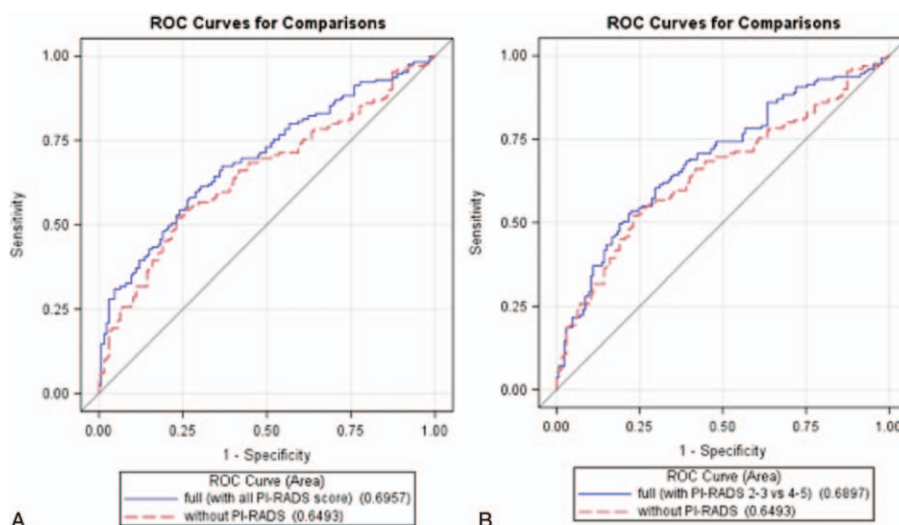 ROC Curves for Comparisons
1.00
0.75
0.50
0.25
0.00
Sensitivity
0.00 0.25 0.50 0.75 1.00
1 - Specificity
ROC Curve (Area)
full (with all PI-RADS score) (0.6957)
without PI-RADS (0.6493)
A
ROC Curves for Comparisons
1.00
0.75
0.50
0.25
0.00
Sensitivity
0.00 0.25 0.50 0.75 1.00
1 - Specificity
ROC Curve (Area)
full (with PI-RADS 2-3 vs 4-5) (0.6897)
without PI-RADS (0.6493)
B